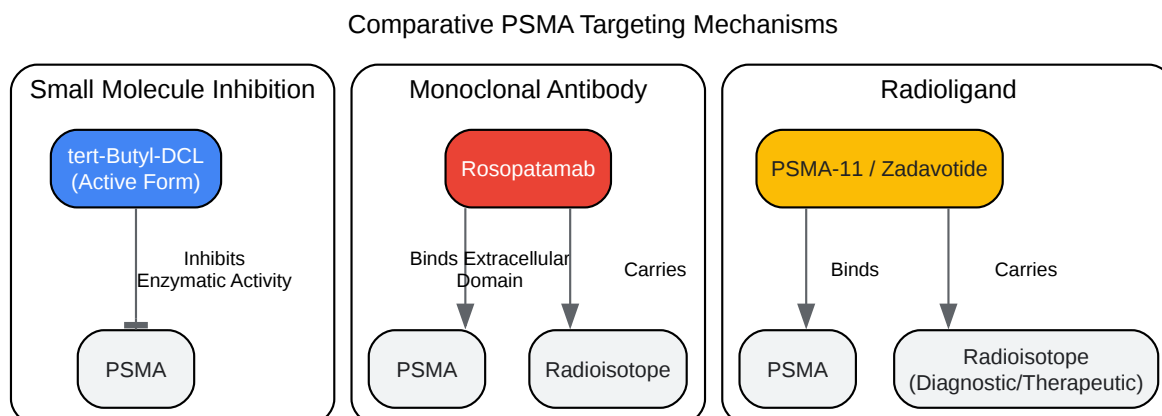 Comparative PSMA Targeting Mechanisms
Small Molecule Inhibition
tert-Butyl-DCL
(Active Form)
Inhibits
Enzymatic Activity
PSMA
Monoclonal Antibody
Rosopatamab
Binds Extracellular
Domain
Carries
PSMA
Radioisotope
Radioligand
PSMA-11 / Zadavotide
Binds
Carries
PSMA
Radioisotope
(Diagnostic/Therapeutic)